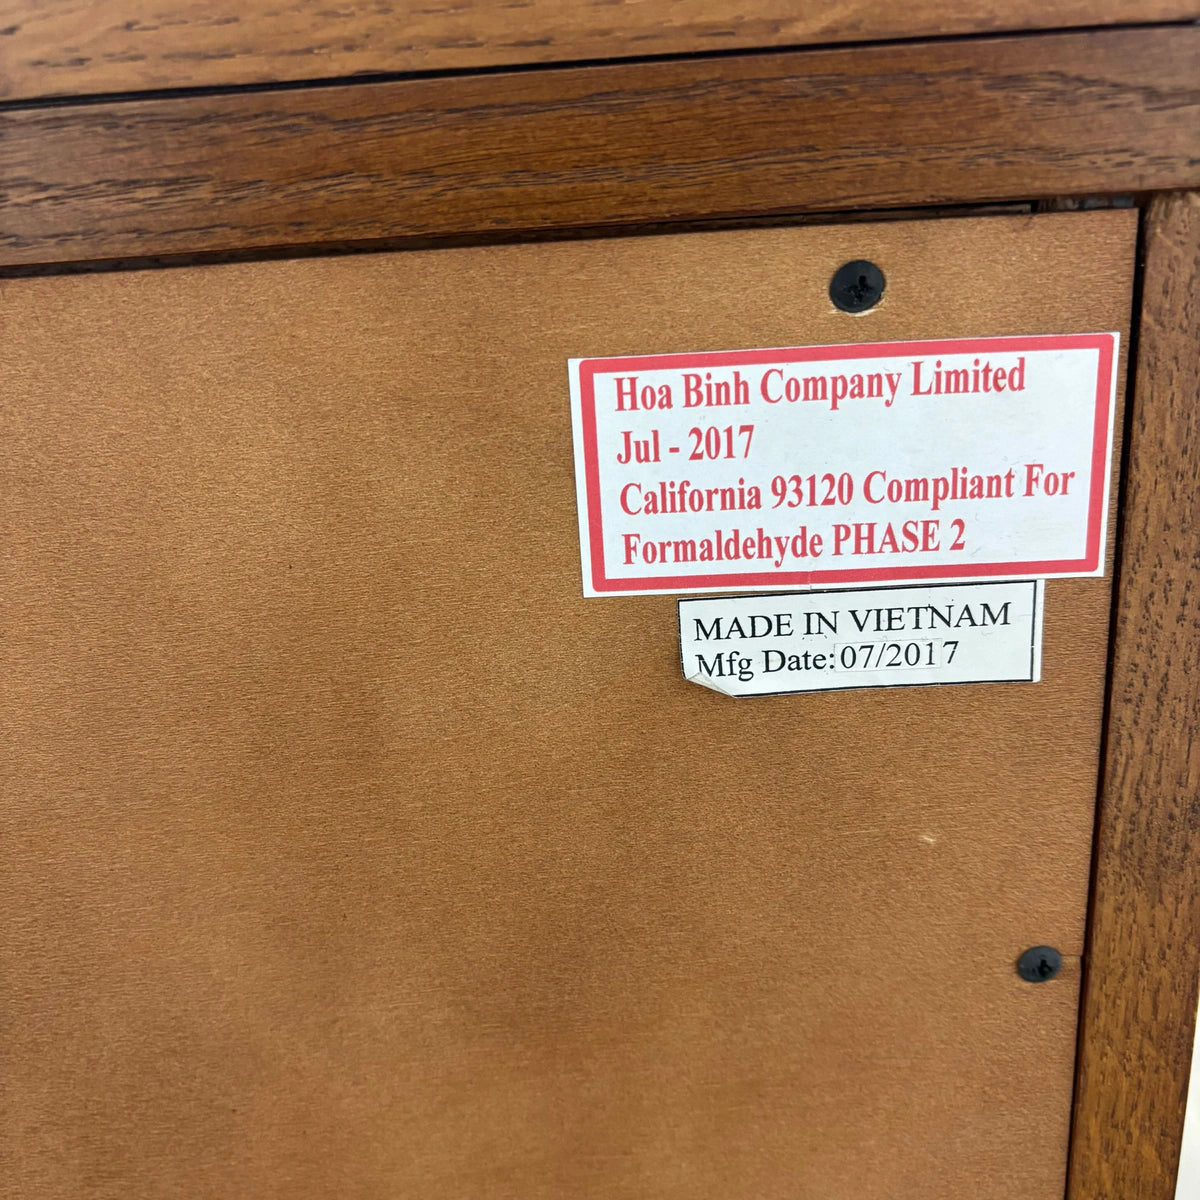 Hoa Binh Company Limited
Jul - 2017
California 93120 Compliant For
Formaldehyde PHASE 2
MADE IN VIETNAM
Mfg Date: 07/2017